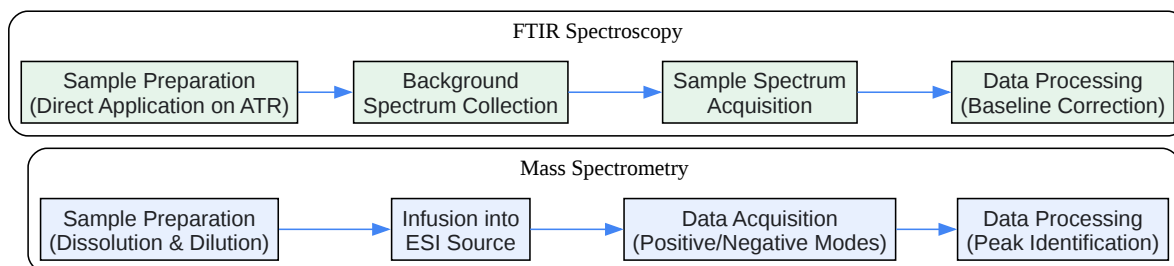 FTIR Spectroscopy
Sample Preparation
(Direct Application on ATR)
Background
Spectrum Collection
Sample Spectrum
Acquisition
Data Processing
(Baseline Correction)
Mass Spectrometry
Sample Preparation
(Dissolution & Dilution)
Infusion into
ESI Source
Data Acquisition
(Positive/Negative Modes)
Data Processing
(Peak Identification)